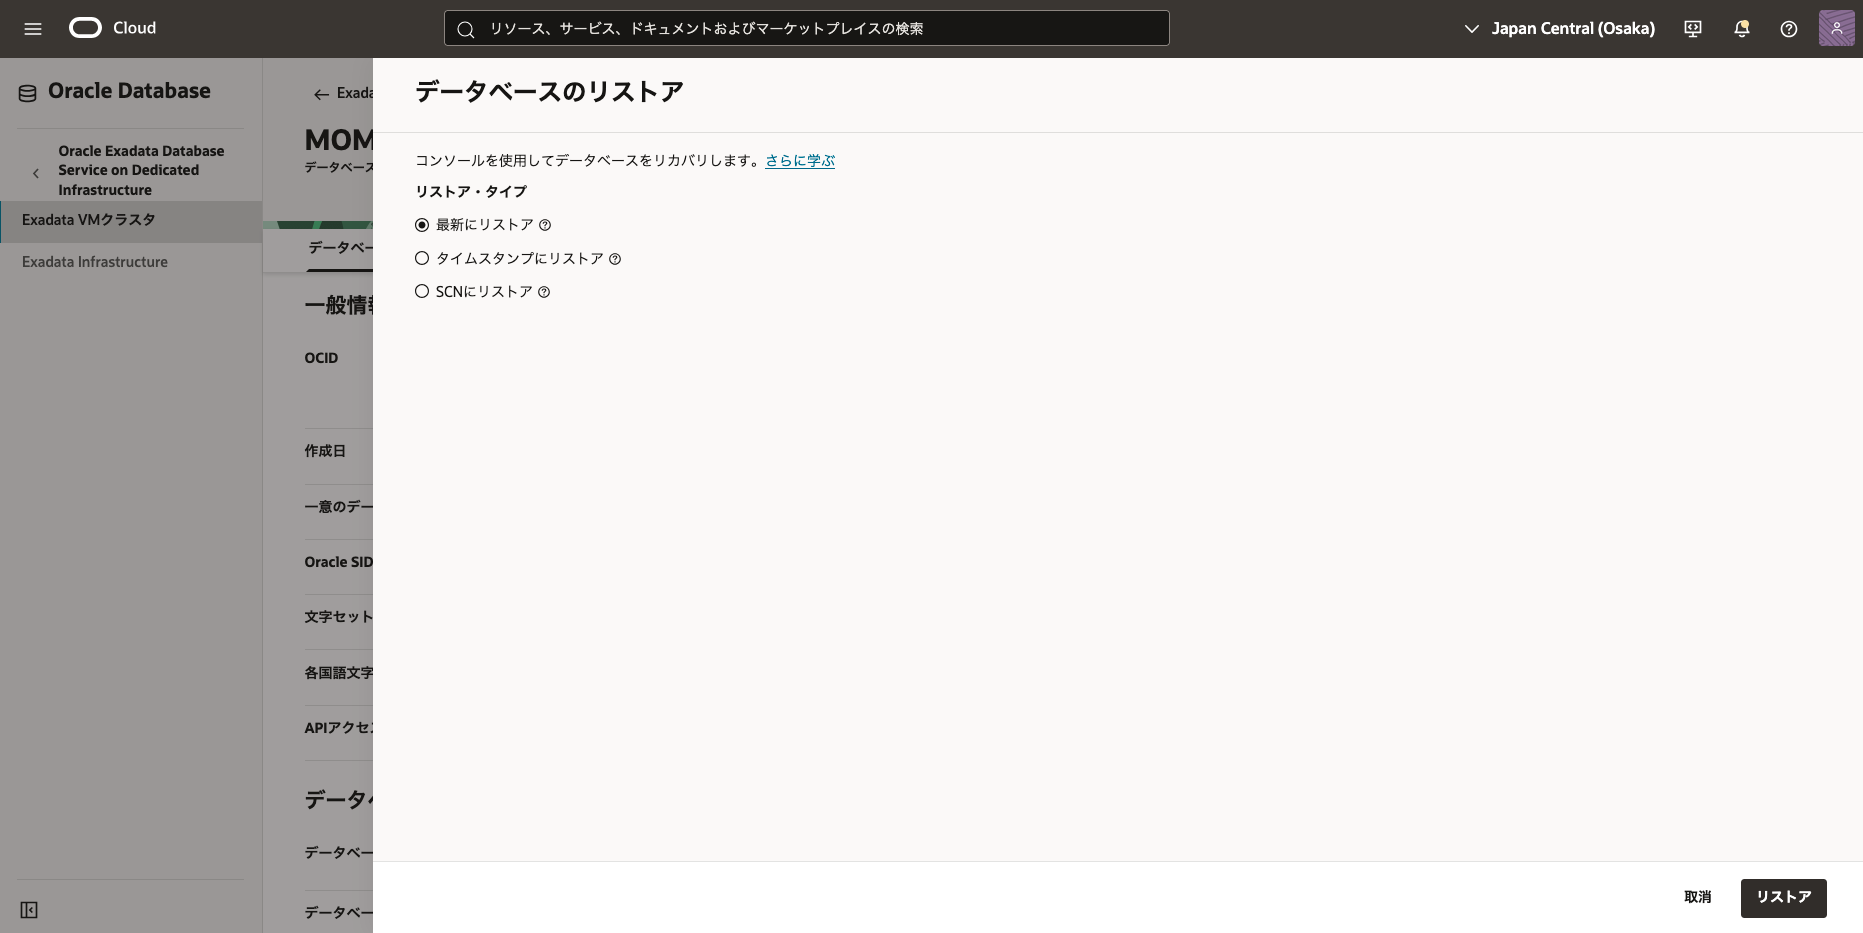 Cloud
リソース、サービス、ドキュメントおよびマーケットプレイスの検索
Japan Central (Osaka)
Oracle Database
Oracle Exadata Database
Service on Dedicated
Infrastructure
Exadata VMクラスタ
Exadata Infrastructure
Exada
MOM
データベース
データベー
一般情報
OCID
作成日
一意のデー
Oracle SID
文字セット
各国語文字
APIアクセス
データベ
データベー
データベー
データベースのリストア
コンソールを使用してデータベースをリカバリします。さらに学ぶ
リストア・タイプ
最新にリストア
タイムスタンプにリストア
SCNにリストア
取消
リストア